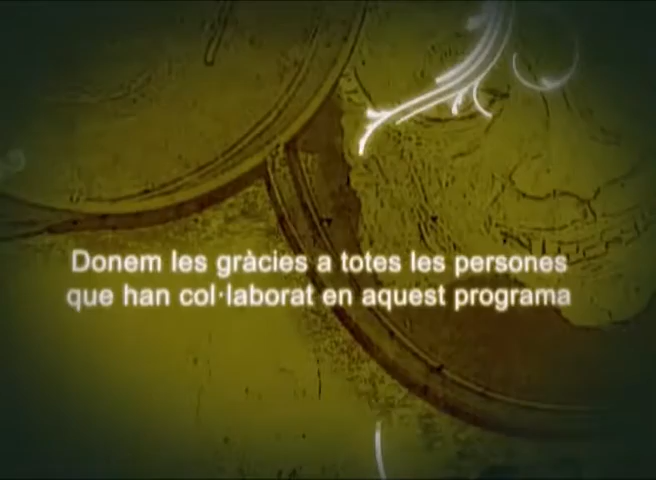 Donem les gràcies a totes les persones
que han col·laborat en aquest programa